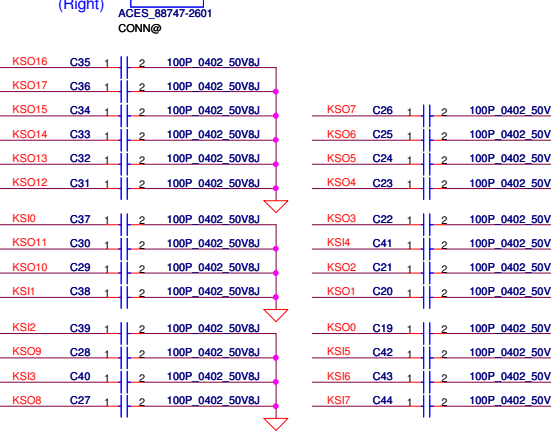 (Right)
ACES_88747-2601
CONN@
KSO16 C35 1 2 100P_0402_50V8J
KSO17 C36 1 2 100P_0402_50V8J
KSO15 C34 1 2 100P_0402_50V8J
KSO14 C33 1 2 100P_0402_50V8J
KSO13 C32 1 2 100P_0402_50V8J
KSO12 C31 1 2 100P_0402_50V8J
KSI0 C37 1 2 100P_0402_50V8J
KSO11 C30 1 2 100P_0402_50V8J
KSO10 C29 1 2 100P_0402_50V8J
KSI1 C38 1 2 100P_0402_50V8J
KSI2 C39 1 2 100P_0402_50V8J
KSO9 C28 1 2 100P_0402_50V8J
KSI3 C40 1 2 100P_0402_50V8J
KSO8 C27 1 2 100P_0402_50V8J
KSO7 C26 1 2 100P_0402_50V
KSO6 C25 1 2 100P_0402_50V
KSO5 C24 1 2 100P_0402_50V
KSO4 C23 1 2 100P_0402_50V
KSO3 C22 1 2 100P_0402_50V
KSI4 C41 1 2 100P_0402_50V
KSO2 C21 1 2 100P_0402_50V
KSO1 C20 1 2 100P_0402_50V
KSO0 C19 1 2 100P_0402_50V
KSI5 C42 1 2 100P_0402_50V
KSI6 C43 1 2 100P_0402_50V
KSI7 C44 1 2 100P_0402_50V